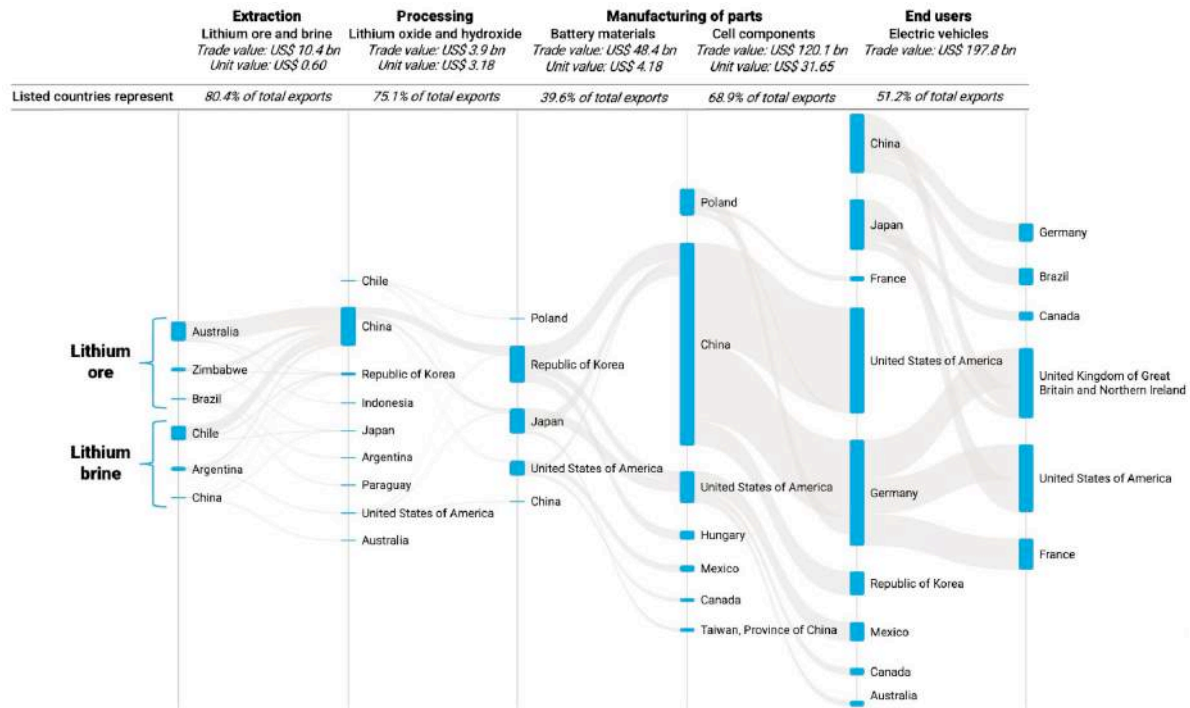 Extraction
Lithium ore and brine
Trade value: US$ 10.4 bn
Unit value: US$ 0.60
Processing
Lithium oxide and hydroxide
Trade value: US$ 3.9 bn
Unit value: US$ 3.18
Manufacturing of parts
Battery materials
Trade value: US$ 48.4 bn
Unit value: US$ 4.18
Cell components
Trade value: US$ 120.1 bn
Unit value: US$ 31.65
End users
Electric vehicles
Trade value: US$ 197.8 bn
Listed countries represent
80.4% of total exports
75.1% of total exports
39.6% of total exports
68.9% of total exports
51.2% of total exports
Lithium
ore
Lithium
brine
Australia
Zimbabwe
Brazil
Chile
Argentina
China
Chile
China
Republic of Korea
Indonesia
Japan
Argentina
Paraguay
United States of America
Australia
Poland
Republic of Korea
Japan
United States of America
China
Poland
China
United States of America
Hungary
Mexico
Canada
Taiwan, Province of China
China
Japan
France
United States of America
Germany
Republic of Korea
Mexico
Canada
Australia
Germany
Brazil
Canada
United Kingdom of Great
Britain and Northern Ireland
United States of America
France